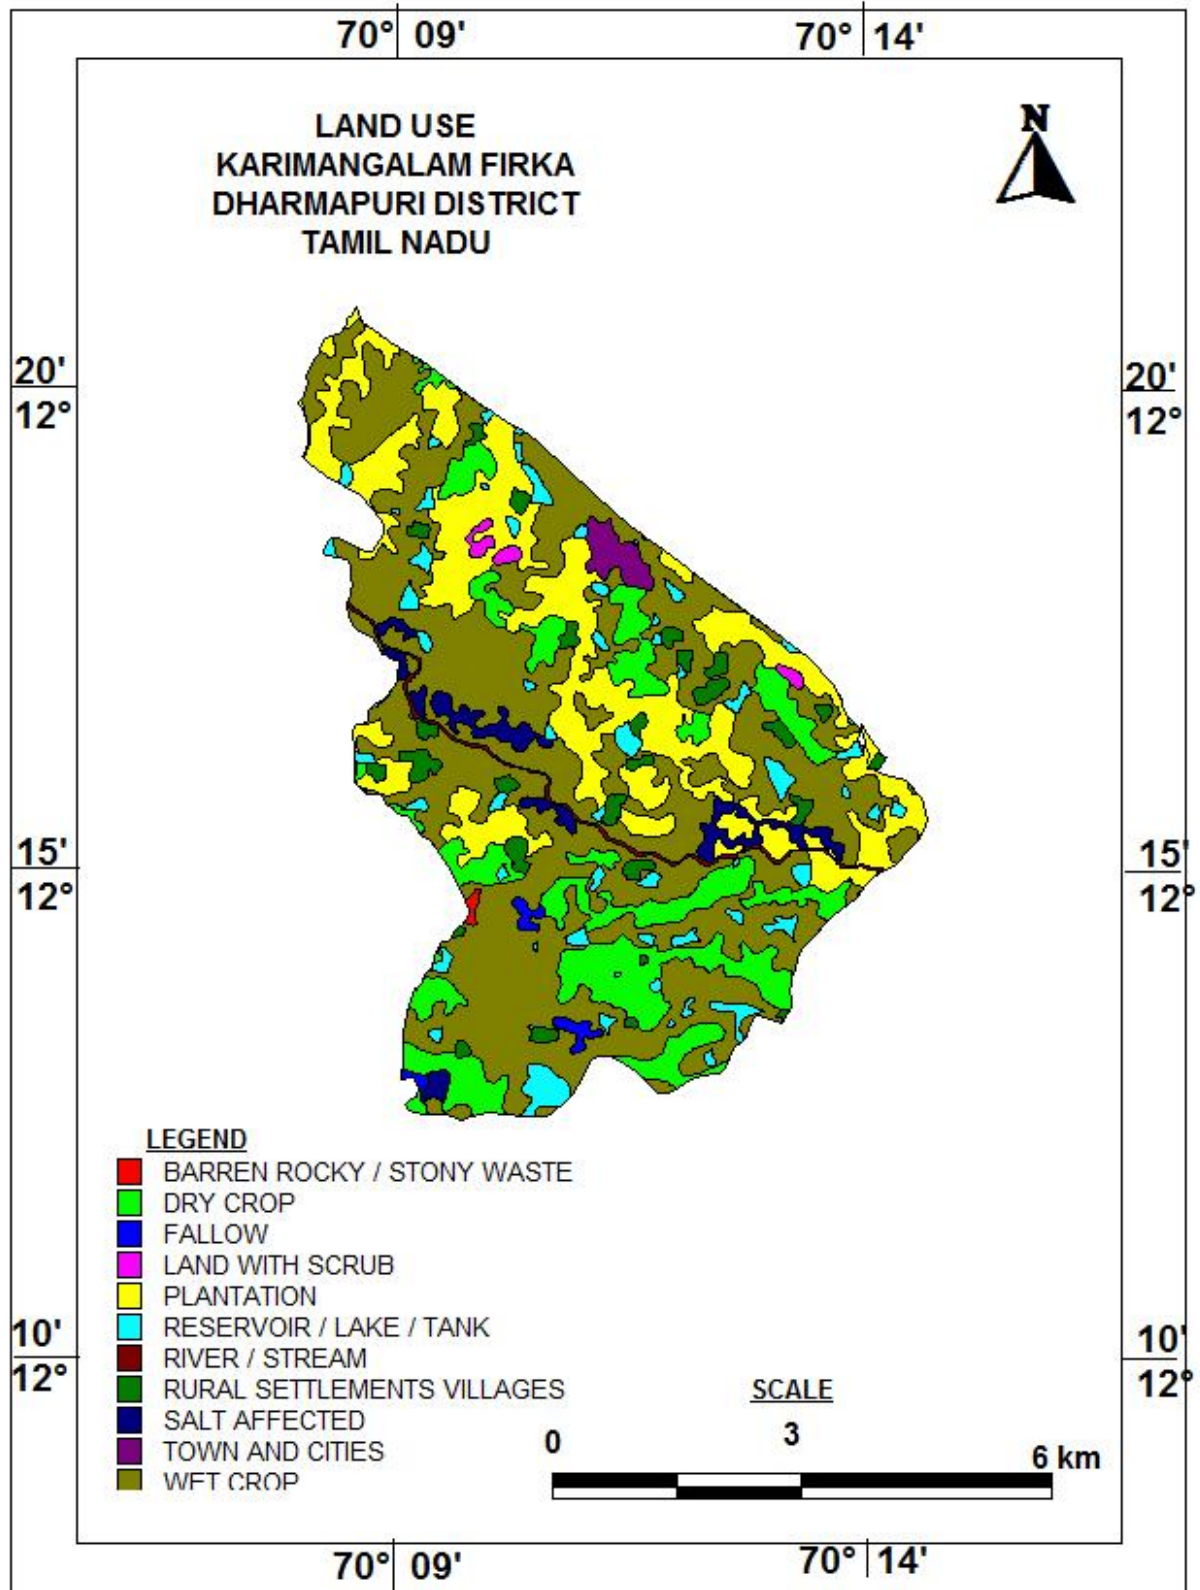 70° 09' 70° 14'
N
LAND USE
KARIMANGALAM FIRKA
DHARMAPURI DISTRICT
TAMIL NADU
20' 20'
12° 12°
15' 15'
12° 12°
LEGEND
BARREN ROCKY / STONY WASTE
DRY CROP
FALLOW
LAND WITH SCRUB
PLANTATION
RESERVOIR / LAKE / TANK
10' 10'
RIVER / STREAM
12° 12°
RURAL SETTLEMENTS VILLAGES
SCALE
SALT AFFECTED
0 3 6 km
TOWN AND CITIES
WET CROP
70° 09' 70° 14'